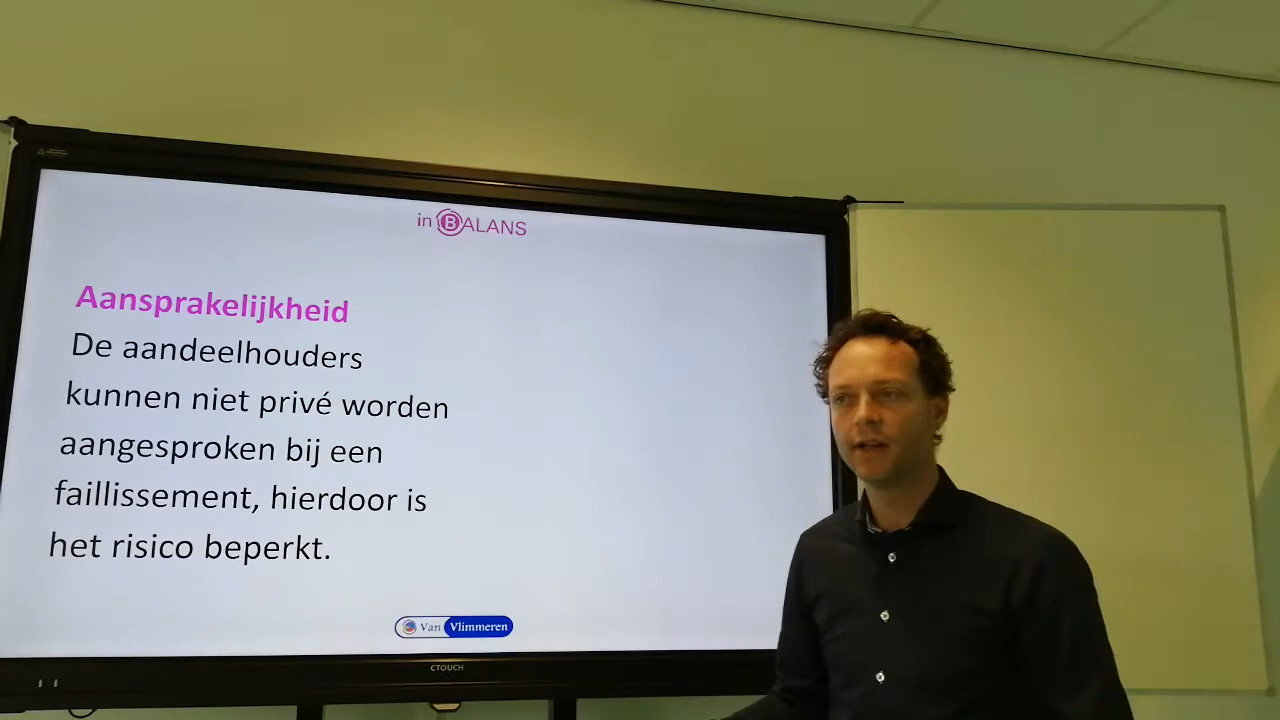 in BALANS
Aansprakelijkheid
De aandeelhouders
kunnen niet privé worden
aangesproken bij een
faillissement, hierdoor is
het risico beperkt.
Van Vlimmeren
CTOUCH